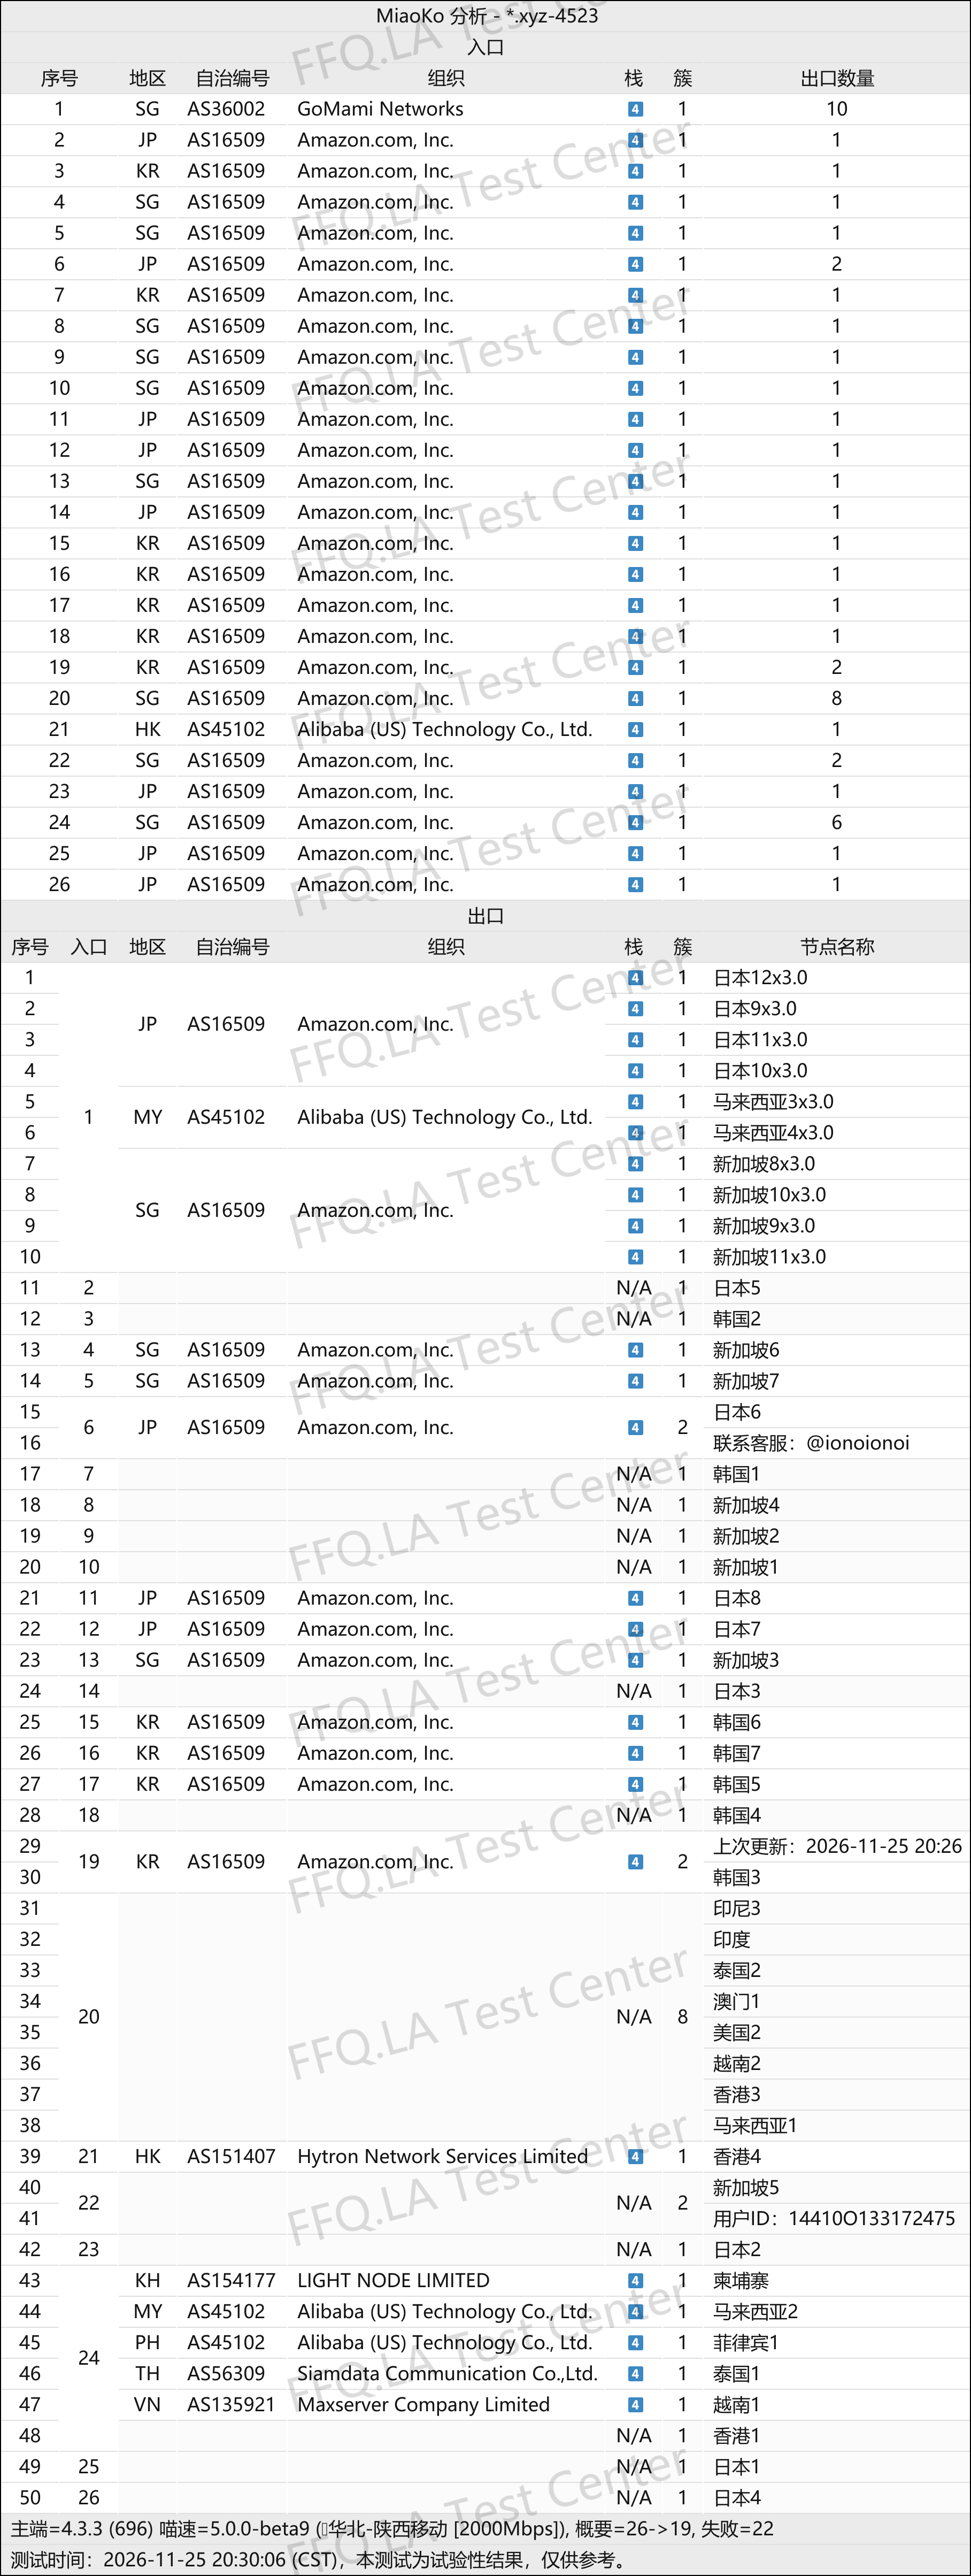 MiaoKo 分析 - *.xyz-4523
入口
序号 地区 自治编号 组织 栈 簇 出口数量
1 SG AS36002 GoMami Networks 4 1 10
2 JP AS16509 Amazon.com, Inc. 4 1 1
3 KR AS16509 Amazon.com, Inc. 4 1 1
4 SG AS16509 Amazon.com, Inc. 4 1 1
5 SG AS16509 Amazon.com, Inc. 4 1 1
6 JP AS16509 Amazon.com, Inc. 4 1 2
7 KR AS16509 Amazon.com, Inc. 4 1 1
8 SG AS16509 Amazon.com, Inc. 4 1 1
9 SG AS16509 Amazon.com, Inc. 4 1 1
10 SG AS16509 Amazon.com, Inc. 4 1 1
11 JP AS16509 Amazon.com, Inc. 4 1 1
12 JP AS16509 Amazon.com, Inc. 4 1 1
13 SG AS16509 Amazon.com, Inc. 4 1 1
14 JP AS16509 Amazon.com, Inc. 4 1 1
15 KR AS16509 Amazon.com, Inc. 4 1 1
16 KR AS16509 Amazon.com, Inc. 4 1 1
17 KR AS16509 Amazon.com, Inc. 4 1 1
18 KR AS16509 Amazon.com, Inc. 4 1 1
19 KR AS16509 Amazon.com, Inc. 4 1 2
20 SG AS16509 Amazon.com, Inc. 4 1 8
21 HK AS45102 Alibaba (US) Technology Co., Ltd. 4 1 1
22 SG AS16509 Amazon.com, Inc. 4 1 2
23 JP AS16509 Amazon.com, Inc. 4 1 1
24 SG AS16509 Amazon.com, Inc. 4 1 6
25 JP AS16509 Amazon.com, Inc. 4 1 1
26 JP AS16509 Amazon.com, Inc. 4 1 1
出口
序号 入口 地区 自治编号 组织 栈 簇 节点名称
1 1 JP AS16509 Amazon.com, Inc. 4 1 日本12x3.0
2 4 1 日本9x3.0
3 4 1 日本11x3.0
4 4 1 日本10x3.0
5 MY AS45102 Alibaba (US) Technology Co., Ltd. 4 1 马来西亚3x3.0
6 4 1 马来西亚4x3.0
7 SG AS16509 Amazon.com, Inc. 4 1 新加坡8x3.0
8 4 1 新加坡10x3.0
9 4 1 新加坡9x3.0
10 4 1 新加坡11x3.0
11 2 N/A 1 日本5
12 3 N/A 1 韩国2
13 4 SG AS16509 Amazon.com, Inc. 4 1 新加坡6
14 5 SG AS16509 Amazon.com, Inc. 4 1 新加坡7
15 6 JP AS16509 Amazon.com, Inc. 4 2 日本6
16 联系客服：@ionoionoi
17 7 N/A 1 韩国1
18 8 N/A 1 新加坡4
19 9 N/A 1 新加坡2
20 10 N/A 1 新加坡1
21 11 JP AS16509 Amazon.com, Inc. 4 1 日本8
22 12 JP AS16509 Amazon.com, Inc. 4 1 日本7
23 13 SG AS16509 Amazon.com, Inc. 4 1 新加坡3
24 14 N/A 1 日本3
25 15 KR AS16509 Amazon.com, Inc. 4 1 韩国6
26 16 KR AS16509 Amazon.com, Inc. 4 1 韩国7
27 17 KR AS16509 Amazon.com, Inc. 4 1 韩国5
28 18 N/A 1 韩国4
29 19 KR AS16509 Amazon.com, Inc. 4 2 上次更新：2026-11-25 20:26
30 韩国3
31 20 N/A 8 印尼3
32 印度
33 泰国2
34 澳门1
35 美国2
36 越南2
37 香港3
38 马来西亚1
39 21 HK AS151407 Hytron Network Services Limited 4 1 香港4
40 22 N/A 2 新加坡5
41 用户ID：14410O133172475
42 23 N/A 1 日本2
43 24 KH AS154177 LIGHT NODE LIMITED 4 1 柬埔寨
44 MY AS45102 Alibaba (US) Technology Co., Ltd. 4 1 马来西亚2
45 PH AS45102 Alibaba (US) Technology Co., Ltd. 4 1 菲律宾1
46 TH AS56309 Siamdata Communication Co.,Ltd. 4 1 泰国1
47 VN AS135921 Maxserver Company Limited 4 1 越南1
48 N/A 1 香港1
49 25 N/A 1 日本1
50 26 N/A 1 日本4
主端=4.3.3 (696) 喵速=5.0.0-beta9 (华北-陕西移动 [2000Mbps]), 概要=26->19, 失败=22
测试时间：2026-11-25 20:30:06 (CST)，本测试为试验性结果，仅供参考。
FFQ.LA Test Center